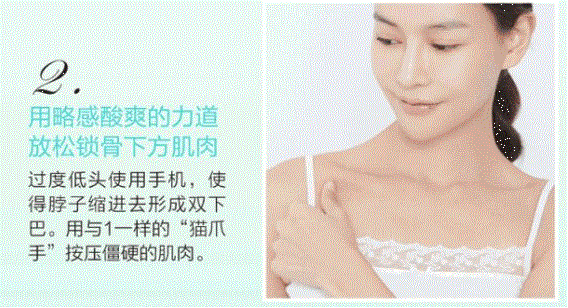 2.
用略感酸爽的力道
放松锁骨下方肌肉
过度低头使用手机，使
得脖子缩进去形成双下
巴。用与1一样的“猫爪
手”按压僵硬的肌肉。